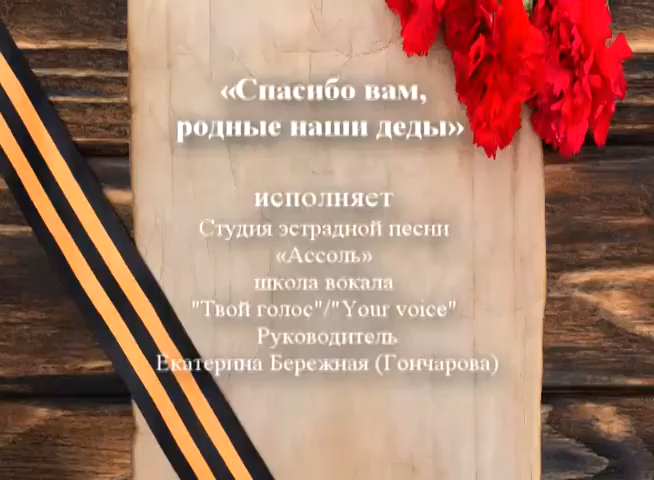 «Спасибо вам,
родные наши деды»
исполняет
Студия эстрадной песни
«Ассоль»
школа вокала
"Твой голос"/"Your voice"
Руководитель
Екатерина Бережная (Гончарова)